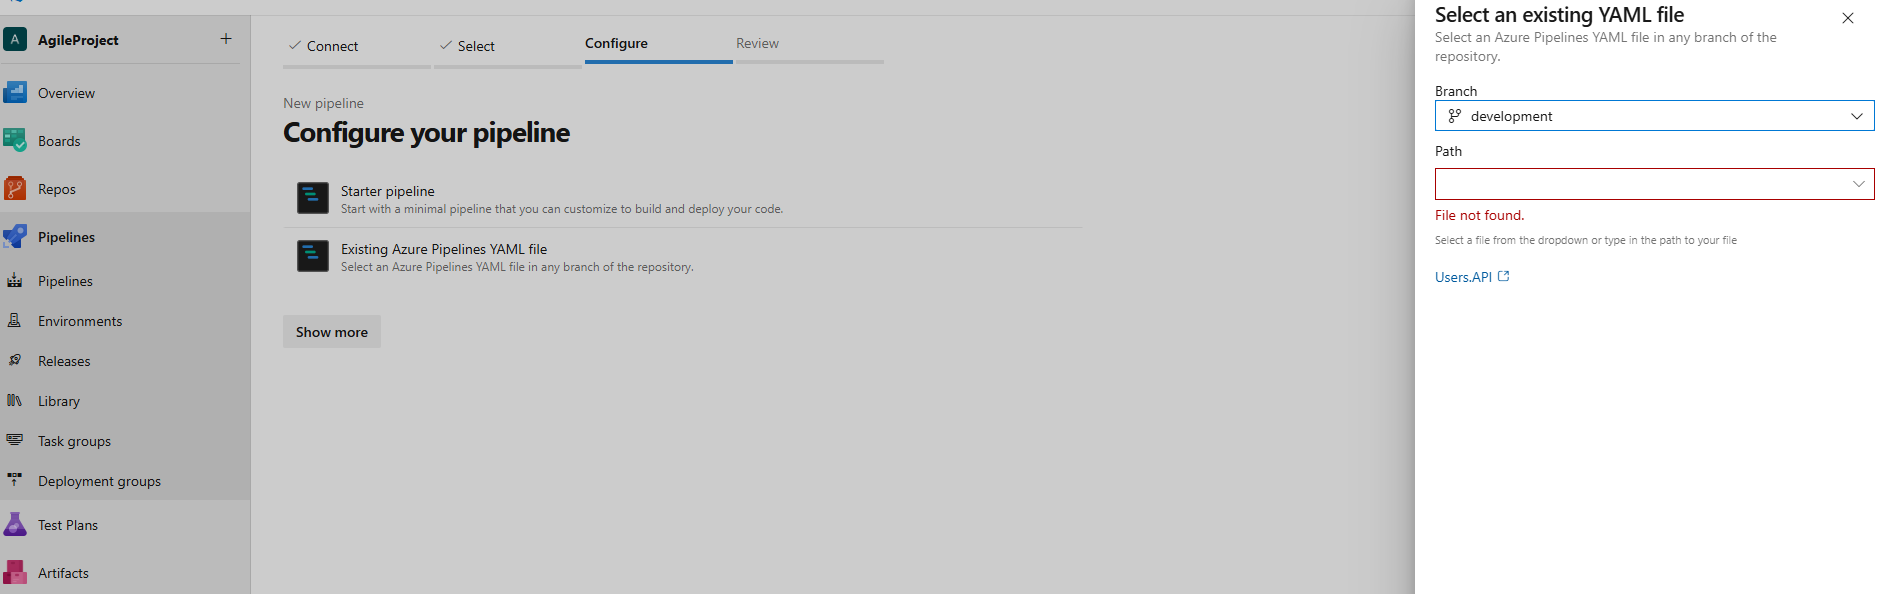 A AgileProject +
Overview
Boards
Repos
Pipelines
Pipelines
Environments
Releases
Library
Task groups
Deployment groups
Test Plans
Artifacts
Connect
Select
Configure
Review
New pipeline
Configure your pipeline
Starter pipeline
Start with a minimal pipeline that you can customize to build and deploy your code.
Existing Azure Pipelines YAML file
Select an Azure Pipelines YAML file in any branch of the repository.
Show more
Select an existing YAML file
Select an Azure Pipelines YAML file in any branch of the
repository.
Branch
development
Path
File not found.
Select a file from the dropdown or type in the path to your file
Users.API